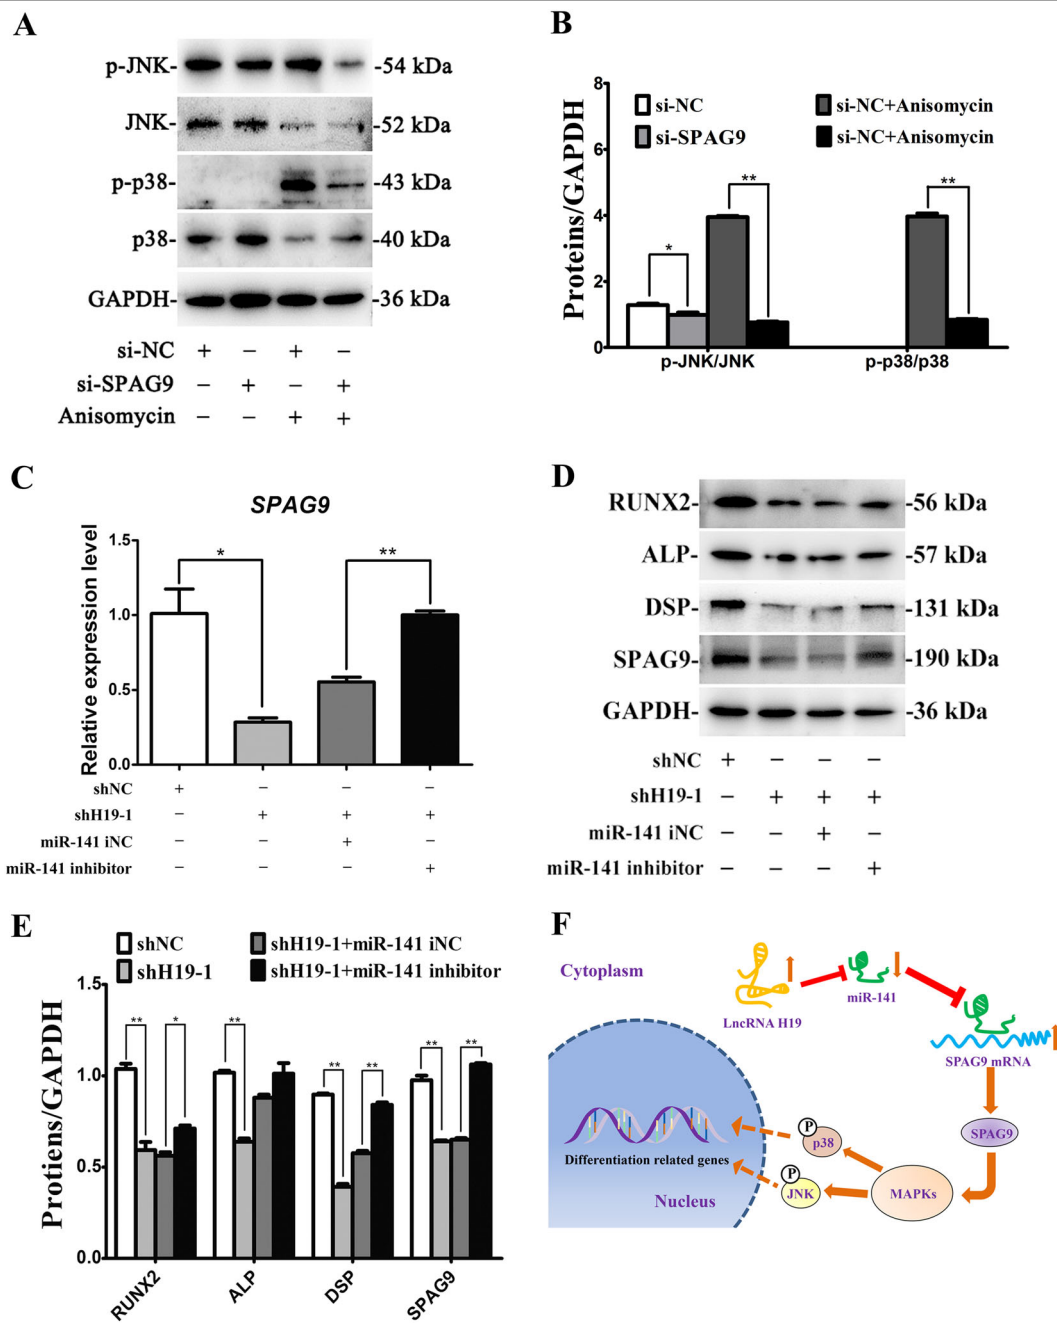 A
p-JNK- -54 kDa
JNK- -52 kDa
p-p38- -43 kDa
p38- -40 kDa
GAPDH- -36 kDa
si-NC + − + −
si-SPAG9 − + − +
Anisomycin − − + +
B
Proteins/GAPDH
8
6
4
2
0
si-NC si-NC+Anisomycin
si-SPAG9 si-NC+Anisomycin
* ** **
p-JNK/JNK p-p38/p38
C
SPAG9
Relative expression level
1.5
1.0
0.5
0.0
* **
shNC + − − −
shH19-1 − + + +
miR-141 iNC − − + −
miR-141 inhibitor − − − +
D
RUNX2- -56 kDa
ALP- -57 kDa
DSP- -131 kDa
SPAG9- -190 kDa
GAPDH- -36 kDa
shNC + − − −
shH19-1 − + + +
miR-141 iNC − − + −
miR-141 inhibitor − − − +
E
shNC shH19-1+miR-141 iNC
shH19-1 shH19-1+miR-141 inhibitor
Protiens/GAPDH
1.5
1.0
0.5
0.0
** * ** ** ** ** **
RUNX2 ALP DSP SPAG9
F
Cytoplasm
LncRNA H19
miR-141
SPAG9 mRNA
SPAG9
MAPKs
P
p38
P
JNK
Differentiation related genes
Nucleus